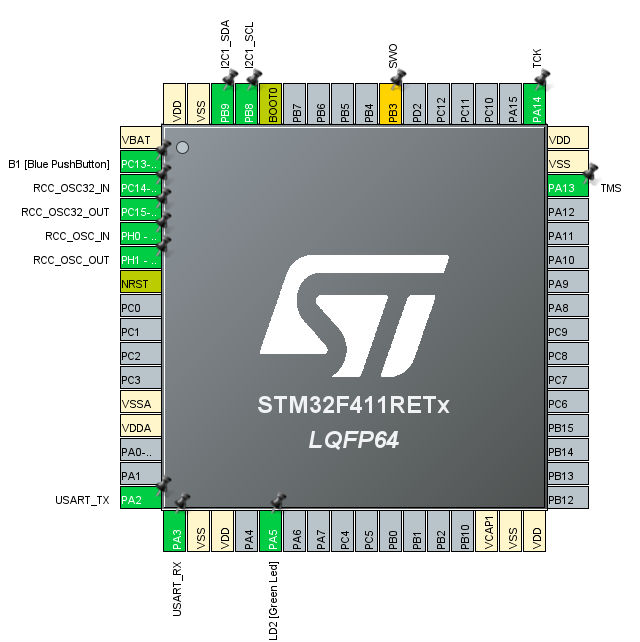 I2C1_SDA
I2C1_SCL
SWO
TCK
VDD
VSS
PB9
PB8
BOOT0
PB7
PB6
PB5
PB4
PB3
PD2
PC12
PC11
PC10
PA15
PA14
VBAT
B1 [Blue PushButton] PC13-..
RCC_OSC32_IN PC14-..
RCC_OSC32_OUT PC15-..
RCC_OSC_IN PH0 - ..
RCC_OSC_OUT PH1 - ..
NRST
PC0
PC1
PC2
PC3
VSSA
VDDA
PA0-..
PA1
USART_TX PA2
ST
STM32F411RETx
LQFP64
VDD
VSS
PA13 TMS
PA12
PA11
PA10
PA9
PA8
PC9
PC8
PC7
PC6
PB15
PB14
PB13
PB12
PA3
VSS
VDD
PA4
PA5
PA6
PA7
PC4
PC5
PB0
PB1
PB2
PB10
VCAP1
VSS
VDD
USART_RX
LD2 [Green Led]